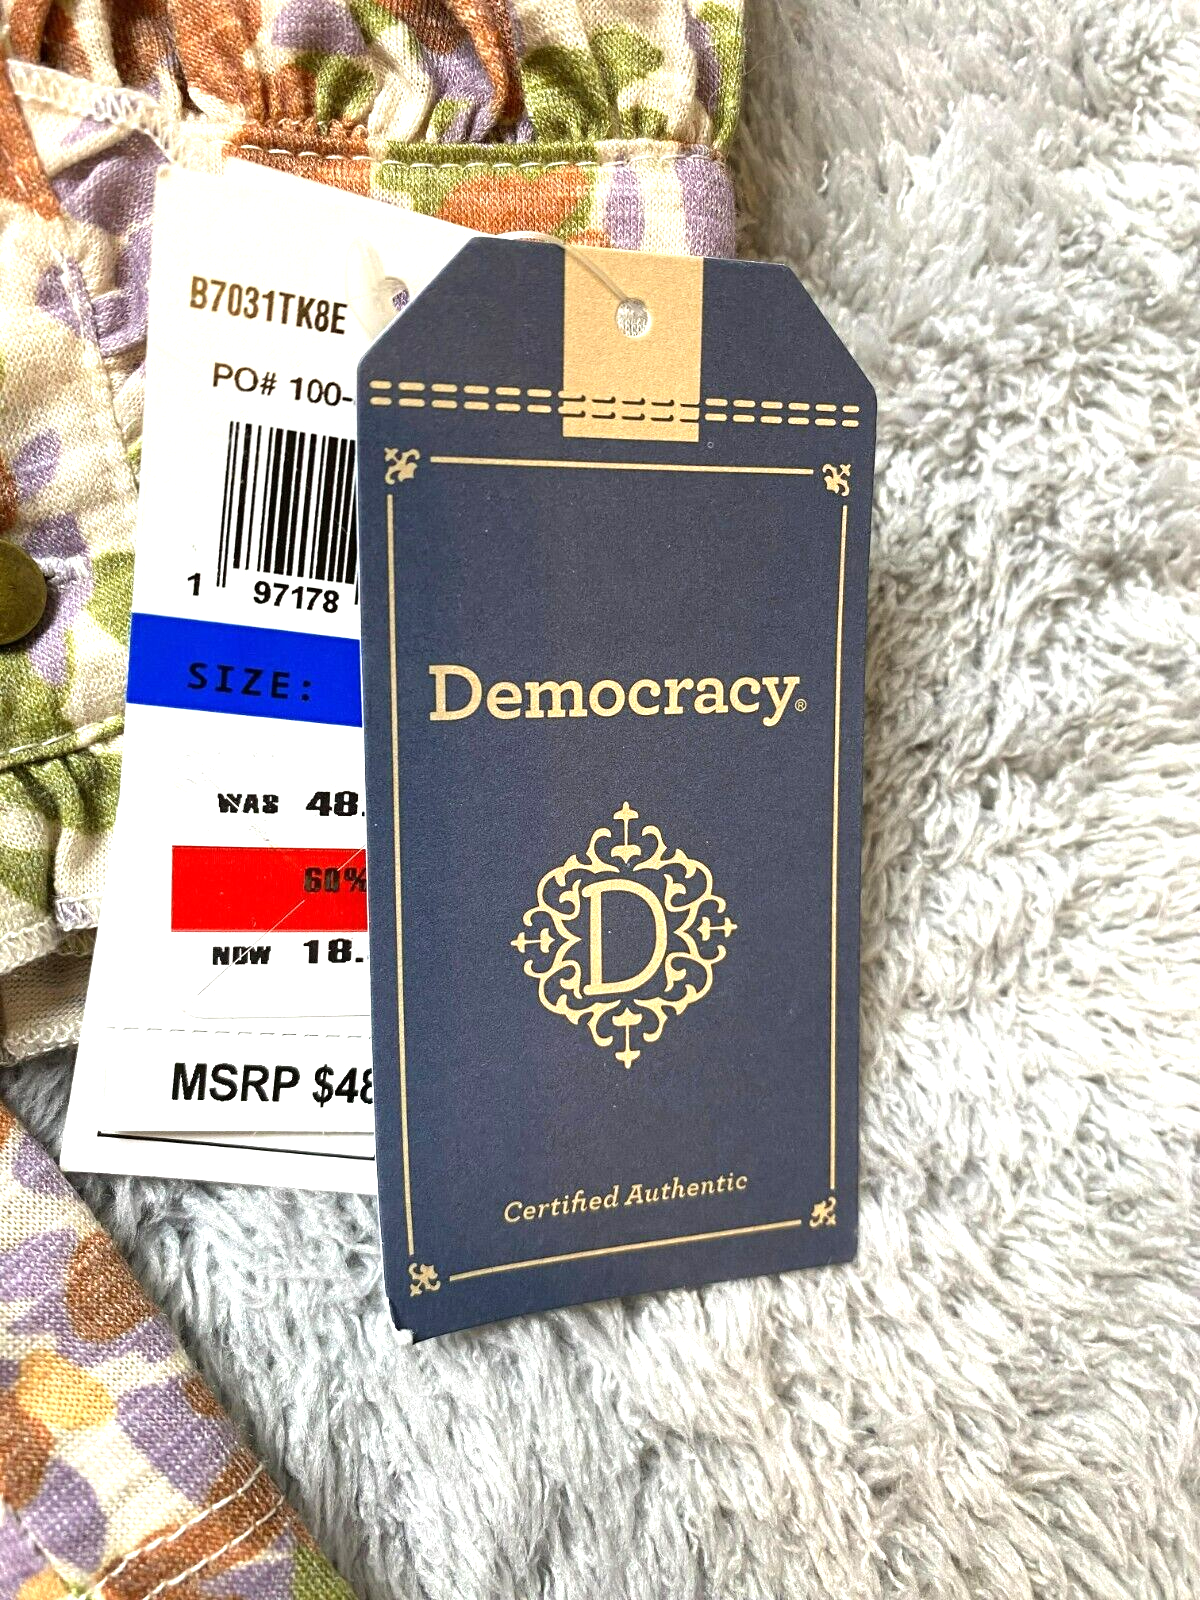 B7031TK8E
PO# 100-
1 97178
SIZE:
WAS 48.
60%
NOW 18.
MSRP $48
Democracy®
D
Certified Authentic